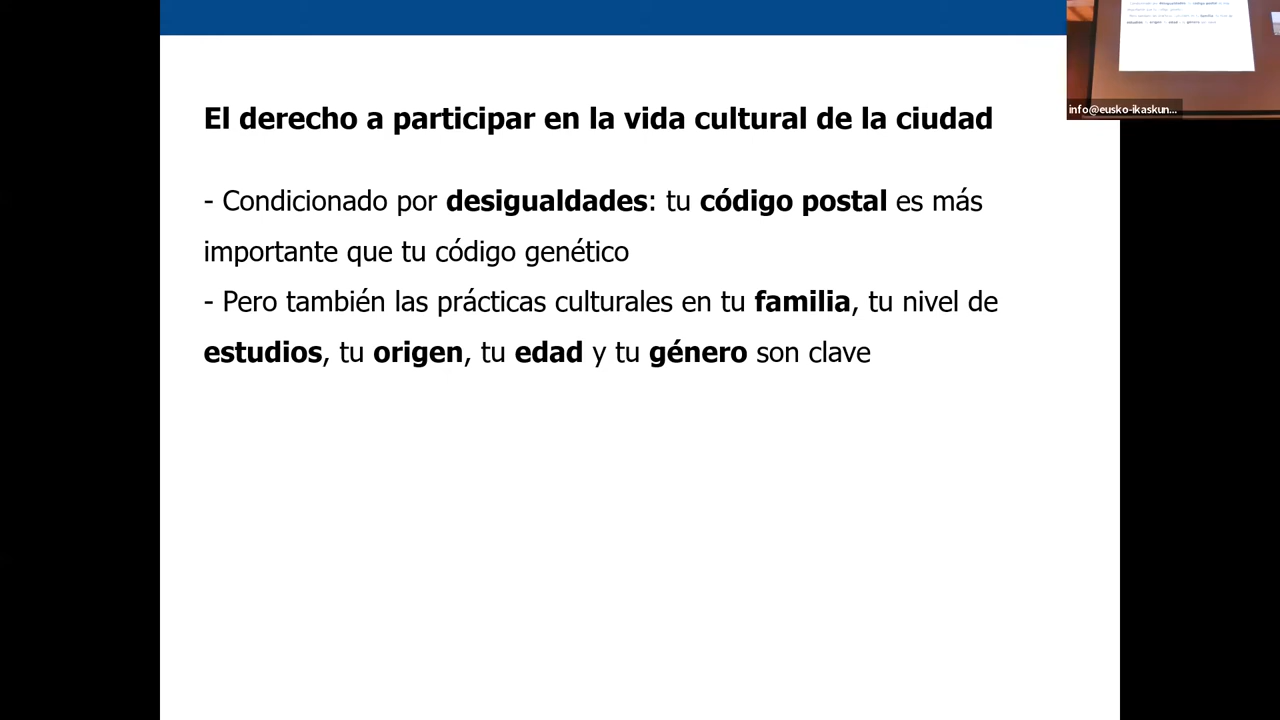 El derecho a participar en la vida cultural de la ciudad
- Condicionado por desigualdades: tu código postal es más
importante que tu código genético
- Pero también las prácticas culturales en tu familia, tu nivel de
estudios, tu origen, tu edad y tu género son clave
info@eusko-ikaskun...